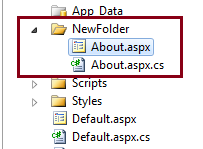 App_Data
NewFolder
About.aspx
About.aspx.cs
Scripts
Styles
Default.aspx
Default.aspx.cs